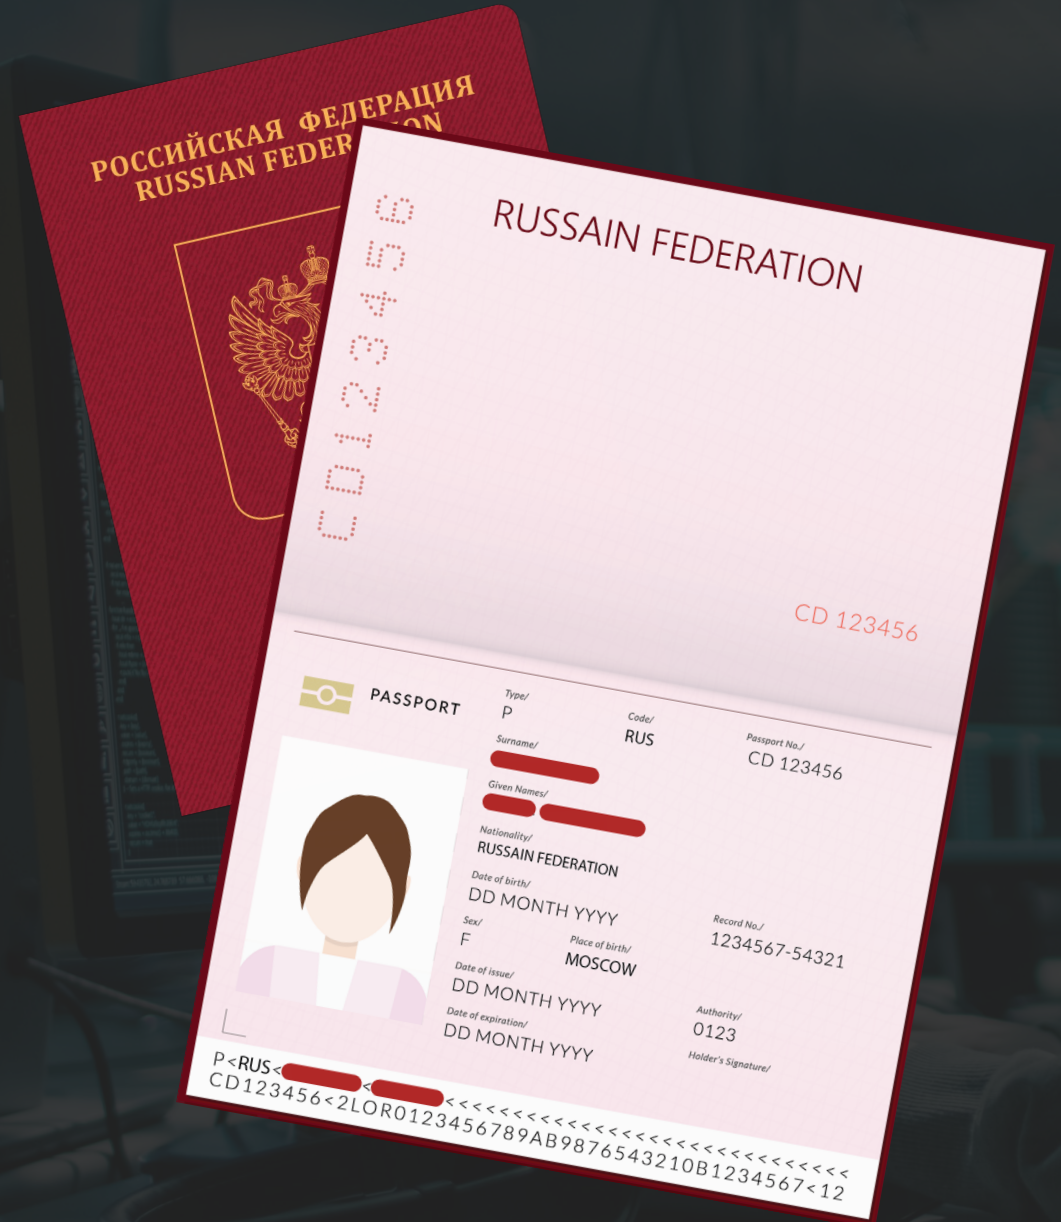 РОССИЙСКАЯ ФЕДЕРАЦИЯ
RUSSIAN FEDERATION
RUSSAIN FEDERATION
CD123456
CD 123456
PASSPORT
Type/
P
Code/
RUS
Passport No./
CD 123456
Surname/
Given Names/
Nationality/
RUSSAIN FEDERATION
Date of birth/
DD MONTH YYYY
Record No./
1234567-54321
Sex/
F
Place of birth/
MOSCOW
Date of issue/
DD MONTH YYYY
Authority/
0123
Date of expiration/
DD MONTH YYYY
Holder's Signature/
P<RUS< < <<<<<<<<<<<<<<<<<<<<<<<<
CD123456<2LOR0123456789AB9876543210B1234567<12